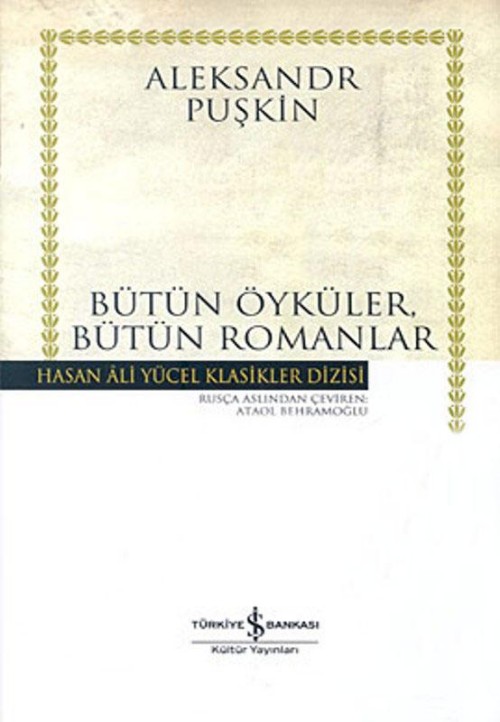 ALEKSANDR
PUŞKİN
BÜTÜN ÖYKÜLER,
BÜTÜN ROMANLAR
HASAN ÂLİ YÜCEL KLASİKLER DİZİSİ
RUSÇA ASLINDAN ÇEVİREN:
ATAOL BEHRAMOĞLU
TÜRKİYE İŞ BANKASI
Kültür Yayınları